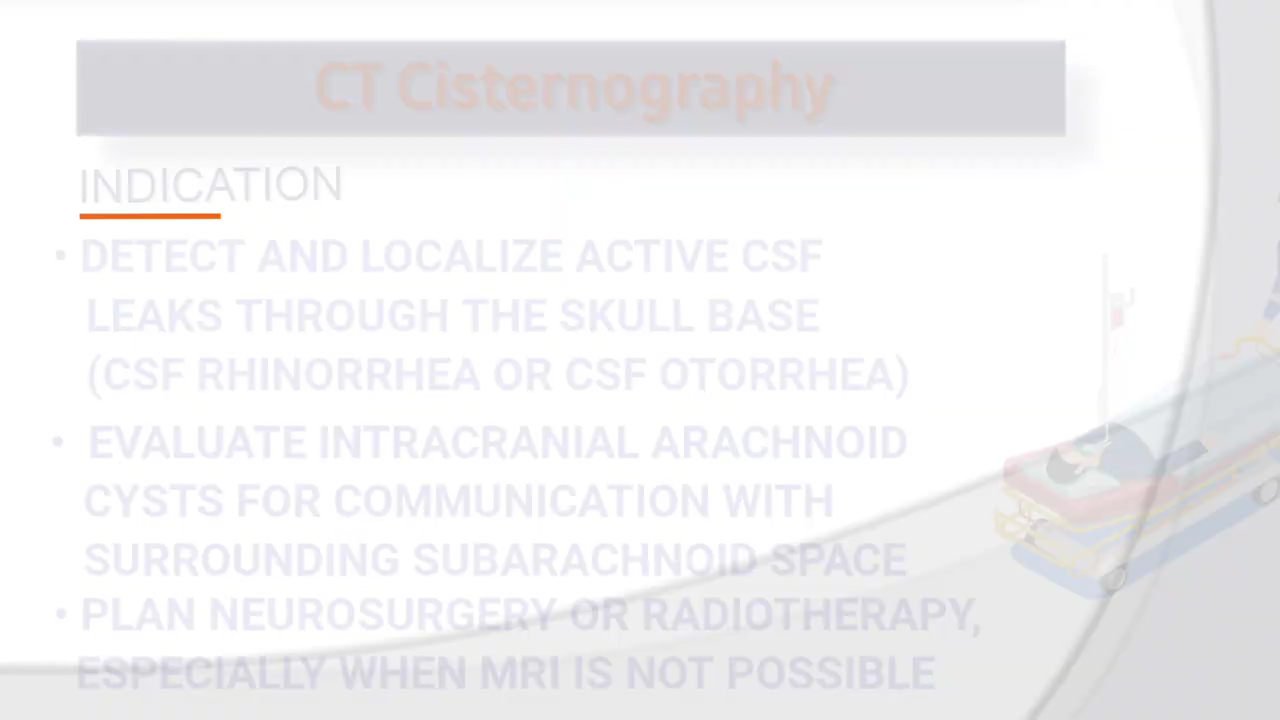 CT Cisternography
INDICATION
• DETECT AND LOCALIZE ACTIVE CSF
LEAKS THROUGH THE SKULL BASE
(CSF RHINORRHEA OR CSF OTORRHEA)
• EVALUATE INTRACRANIAL ARACHNOID
CYSTS FOR COMMUNICATION WITH
SURROUNDING SUBARACHNOID SPACE
• PLAN NEUROSURGERY OR RADIOTHERAPY,
ESPECIALLY WHEN MRI IS NOT POSSIBLE